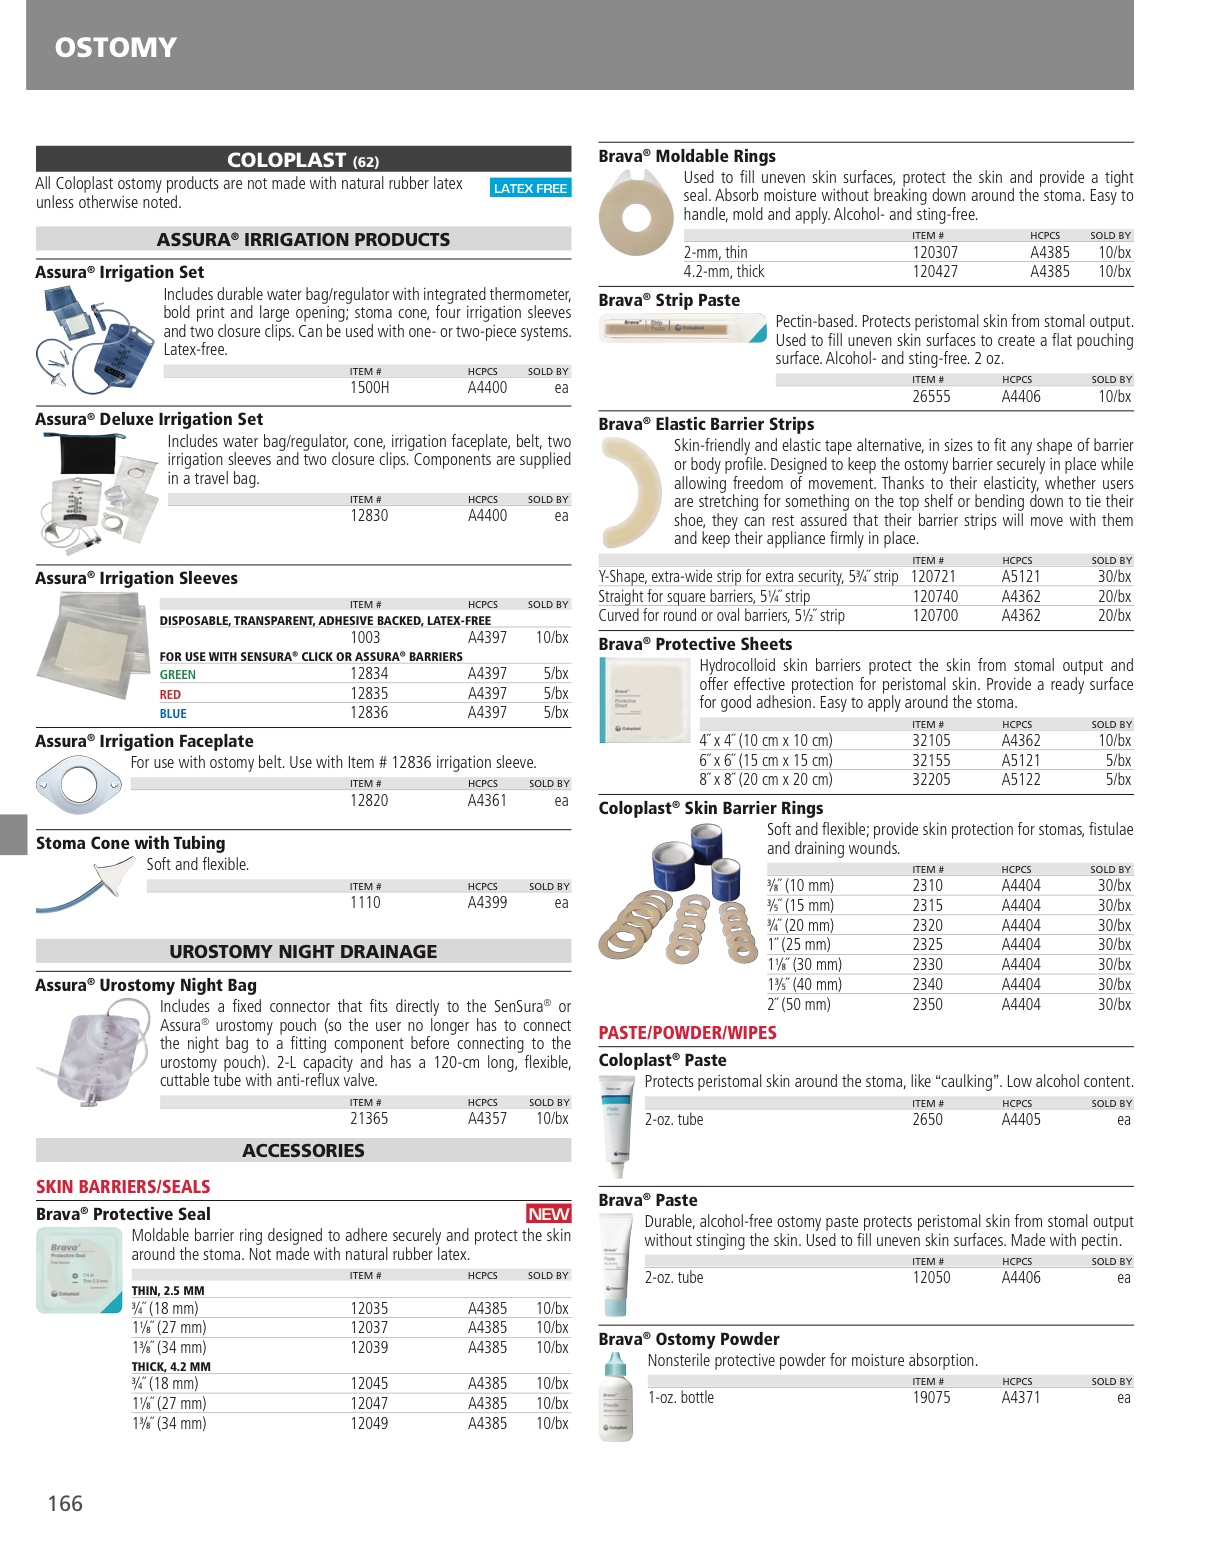 OSTOMY
COLOPLAST (62)
All Coloplast ostomy products are not made with natural rubber latex
unless otherwise noted.
LATEX FREE
ASSURA® IRRIGATION PRODUCTS
Assura® Irrigation Set
Includes durable water bag/regulator with integrated thermometer,
bold print and large opening; stoma cone, four irrigation sleeves
and two closure clips. Can be used with one- or two-piece systems.
Latex-free.
ITEM # HCPCS SOLD BY
1500H A4400 ea
Assura® Deluxe Irrigation Set
Includes water bag/regulator, cone, irrigation faceplate, belt, two
irrigation sleeves and two closure clips. Components are supplied
in a travel bag.
ITEM # HCPCS SOLD BY
12830 A4400 ea
Assura® Irrigation Sleeves
ITEM # HCPCS SOLD BY
DISPOSABLE, TRANSPARENT, ADHESIVE BACKED, LATEX-FREE
1003 A4397 10/bx
FOR USE WITH SENSURA® CLICK OR ASSURA® BARRIERS
GREEN 12834 A4397 5/bx
RED 12835 A4397 5/bx
BLUE 12836 A4397 5/bx
Assura® Irrigation Faceplate
For use with ostomy belt. Use with Item # 12836 irrigation sleeve.
ITEM # HCPCS SOLD BY
12820 A4361 ea
Stoma Cone with Tubing
Soft and flexible.
ITEM # HCPCS SOLD BY
1110 A4399 ea
UROSTOMY NIGHT DRAINAGE
Assura® Urostomy Night Bag
Includes a fixed connector that fits directly to the SenSura® or
Assura® urostomy pouch (so the user no longer has to connect
the night bag to a fitting component before connecting to the
urostomy pouch). 2-L capacity and has a 120-cm long, flexible,
cuttable tube with anti-reflux valve.
ITEM # HCPCS SOLD BY
21365 A4357 10/bx
ACCESSORIES
SKIN BARRIERS/SEALS
Brava® Protective Seal NEW
Moldable barrier ring designed to adhere securely and protect the skin
around the stoma. Not made with natural rubber latex.
ITEM # HCPCS SOLD BY
THIN, 2.5 MM
¾˝ (18 mm) 12035 A4385 10/bx
1⅛˝ (27 mm) 12037 A4385 10/bx
1⅜˝ (34 mm) 12039 A4385 10/bx
THICK, 4.2 MM
¾˝ (18 mm) 12045 A4385 10/bx
1⅛˝ (27 mm) 12047 A4385 10/bx
1⅜˝ (34 mm) 12049 A4385 10/bx
166
Brava® Moldable Rings
Used to fill uneven skin surfaces, protect the skin and provide a tight
seal. Absorb moisture without breaking down around the stoma. Easy to
handle, mold and apply. Alcohol- and sting-free.
ITEM # HCPCS SOLD BY
2-mm, thin 120307 A4385 10/bx
4.2-mm, thick 120427 A4385 10/bx
Brava® Strip Paste
Pectin-based. Protects peristomal skin from stomal output.
Used to fill uneven skin surfaces to create a flat pouching
surface. Alcohol- and sting-free. 2 oz.
ITEM # HCPCS SOLD BY
26555 A4406 10/bx
Brava® Elastic Barrier Strips
Skin-friendly and elastic tape alternative, in sizes to fit any shape of barrier
or body profile. Designed to keep the ostomy barrier securely in place while
allowing freedom of movement. Thanks to their elasticity, whether users
are stretching for something on the top shelf or bending down to tie their
shoe, they can rest assured that their barrier strips will move with them
and keep their appliance firmly in place.
ITEM # HCPCS SOLD BY
Y-Shape, extra-wide strip for extra security, 5¾˝ strip 120721 A5121 30/bx
Straight for square barriers, 5¼˝ strip 120740 A4362 20/bx
Curved for round or oval barriers, 5½˝ strip 120700 A4362 20/bx
Brava® Protective Sheets
Hydrocolloid skin barriers protect the skin from stomal output and
offer effective protection for peristomal skin. Provide a ready surface
for good adhesion. Easy to apply around the stoma.
ITEM # HCPCS SOLD BY
4˝ x 4˝ (10 cm x 10 cm) 32105 A4362 10/bx
6˝ x 6˝ (15 cm x 15 cm) 32155 A5121 5/bx
8˝ x 8˝ (20 cm x 20 cm) 32205 A5122 5/bx
Coloplast® Skin Barrier Rings
Soft and flexible; provide skin protection for stomas, fistulae
and draining wounds.
ITEM # HCPCS SOLD BY
⅜˝ (10 mm) 2310 A4404 30/bx
⅗˝ (15 mm) 2315 A4404 30/bx
¾˝ (20 mm) 2320 A4404 30/bx
1˝ (25 mm) 2325 A4404 30/bx
1⅛˝ (30 mm) 2330 A4404 30/bx
1⅗˝ (40 mm) 2340 A4404 30/bx
2˝ (50 mm) 2350 A4404 30/bx
PASTE/POWDER/WIPES
Coloplast® Paste
Protects peristomal skin around the stoma, like “caulking”. Low alcohol content.
ITEM # HCPCS SOLD BY
2-oz. tube 2650 A4405 ea
Brava® Paste
Durable, alcohol-free ostomy paste protects peristomal skin from stomal output
without stinging the skin. Used to fill uneven skin surfaces. Made with pectin.
ITEM # HCPCS SOLD BY
2-oz. tube 12050 A4406 ea
Brava® Ostomy Powder
Nonsterile protective powder for moisture absorption.
ITEM # HCPCS SOLD BY
1-oz. bottle 19075 A4371 ea